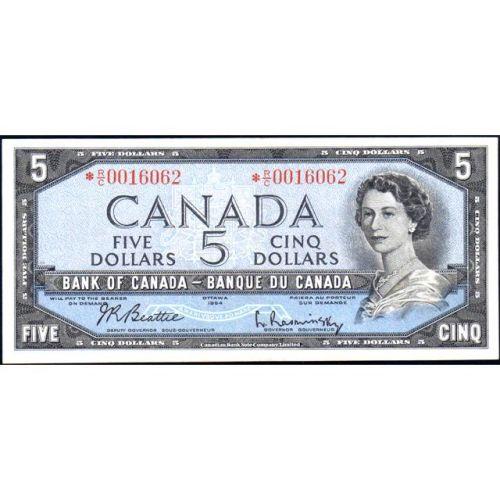 5 FIVE DOLLARS 5 5 CINQ DOLLARS 5
5 *R/C 0016062 *R/C 0016062 5
CANADA
FIVE 5 CINQ
DOLLARS DOLLARS
BANK OF CANADA – BANQUE DU CANADA
WILL PAY TO THE BEARER OTTAWA PAIERA AU PORTEUR
ON DEMAND 1954 SUR DEMANDE
FIVE JR Beattie L. Rasminsky CINQ
DEPUTY GOVERNOR SOUS-GOUVERNEUR GOVERNOR GOUVERNEUR
5 CINQ DOLLARS 5 5 FIVE DOLLARS 5
Canadian Bank Note Company Limited